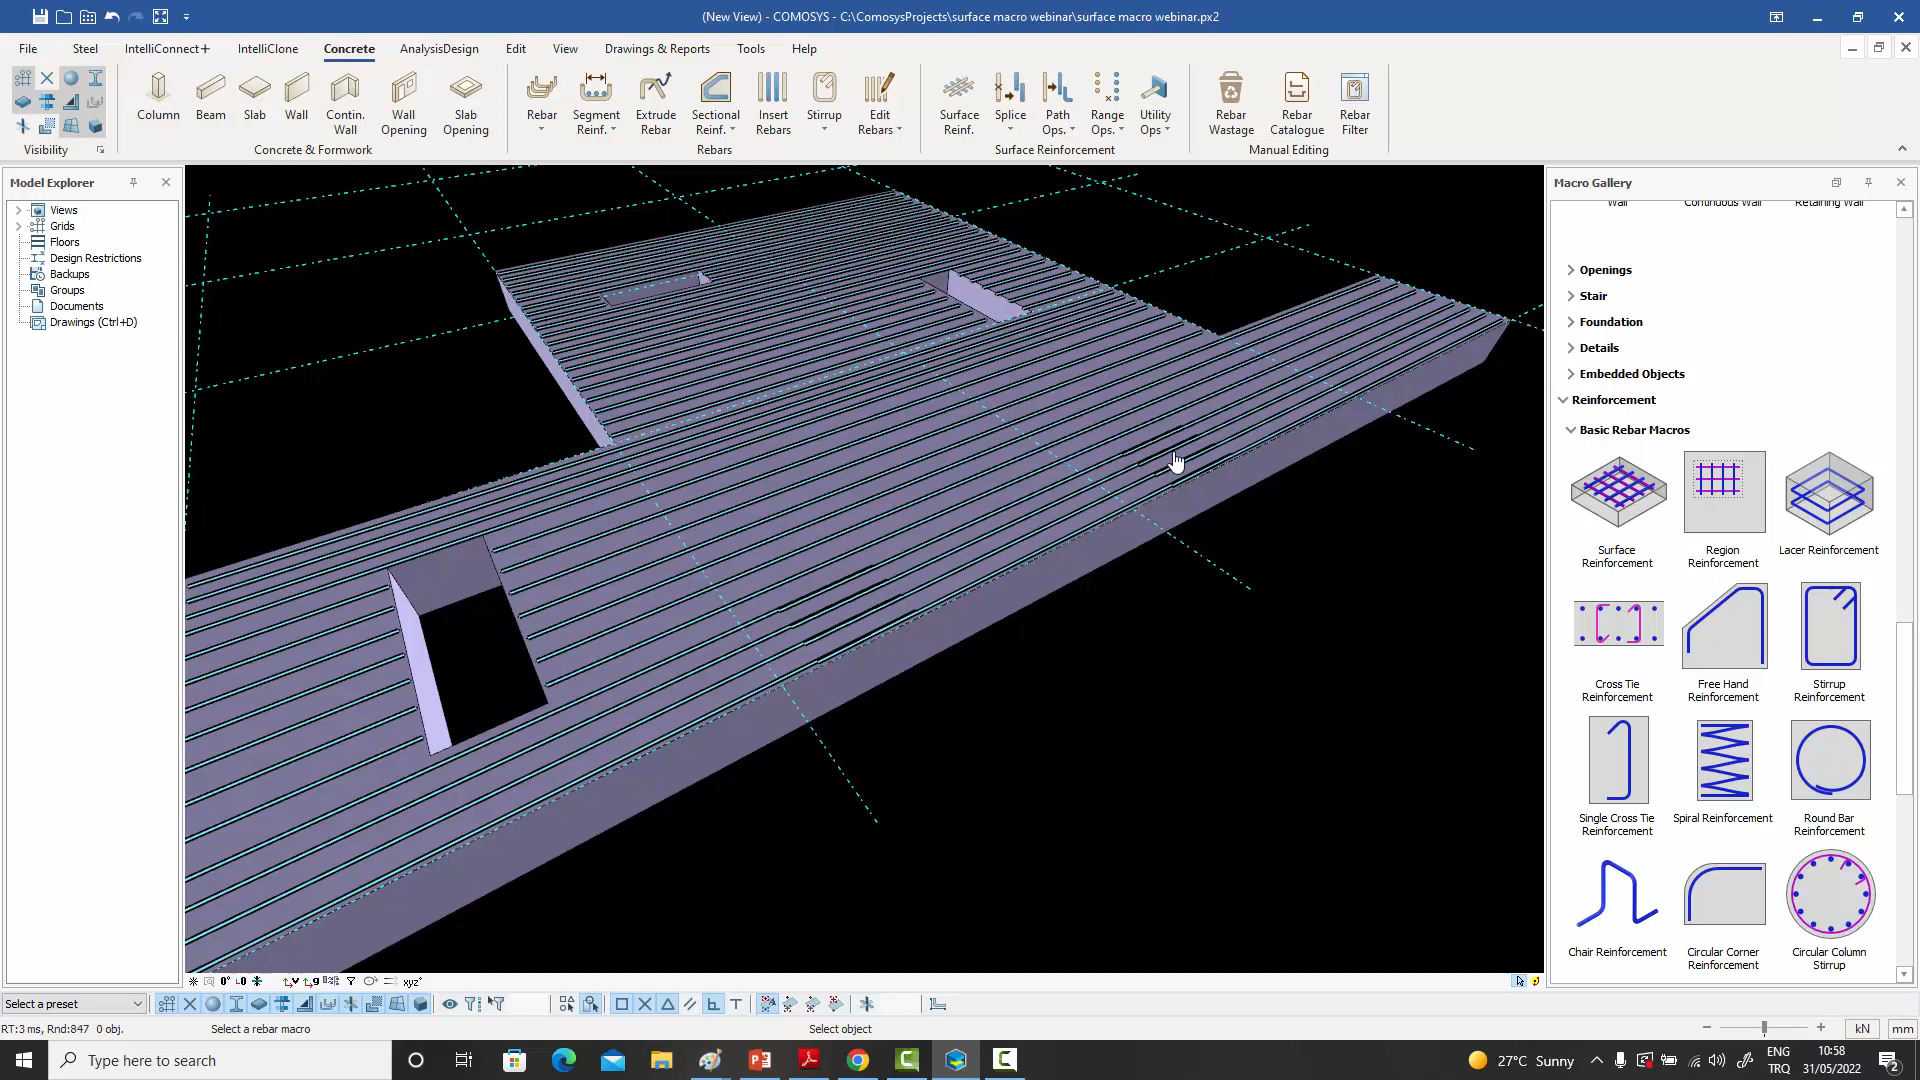 (New View) - COMOSYS - C:\ComosysProjects\surface macro webinar\surface macro webinar.px2
File Steel IntelliConnect+ IntelliClone Concrete AnalysisDesign Edit View Drawings & Reports Tools Help
Column Beam Slab Wall Contin. Wall Wall Opening Slab Opening
Rebar Segment Reinf. Extrude Rebar Sectional Reinf. Insert Rebars Stirrup Edit Rebars
Surface Reinf. Splice Path Ops. Range Ops. Utility Ops
Rebar Wastage Rebar Catalogue Rebar Filter
Visibility Concrete & Formwork Rebars Surface Reinforcement Manual Editing
Model Explorer
Views
Grids
Floors
Design Restrictions
Backups
Groups
Documents
Drawings (Ctrl+D)
Macro Gallery
Wall Continuous Wall Retaining Wall
Openings
Stair
Foundation
Details
Embedded Objects
Reinforcement
Basic Rebar Macros
Surface Reinforcement Region Reinforcement Lacer Reinforcement
Cross Tie Reinforcement Free Hand Reinforcement Stirrup Reinforcement
Single Cross Tie Reinforcement Spiral Reinforcement Round Bar Reinforcement
Chair Reinforcement Circular Corner Reinforcement Circular Column Stirrup
xyz
Select a preset
RT:3 ms, Rnd:847 0 obj. Select a rebar macro Select object kN mm
Type here to search
27°C Sunny
ENG
TRQ
10:58
31/05/2022
2